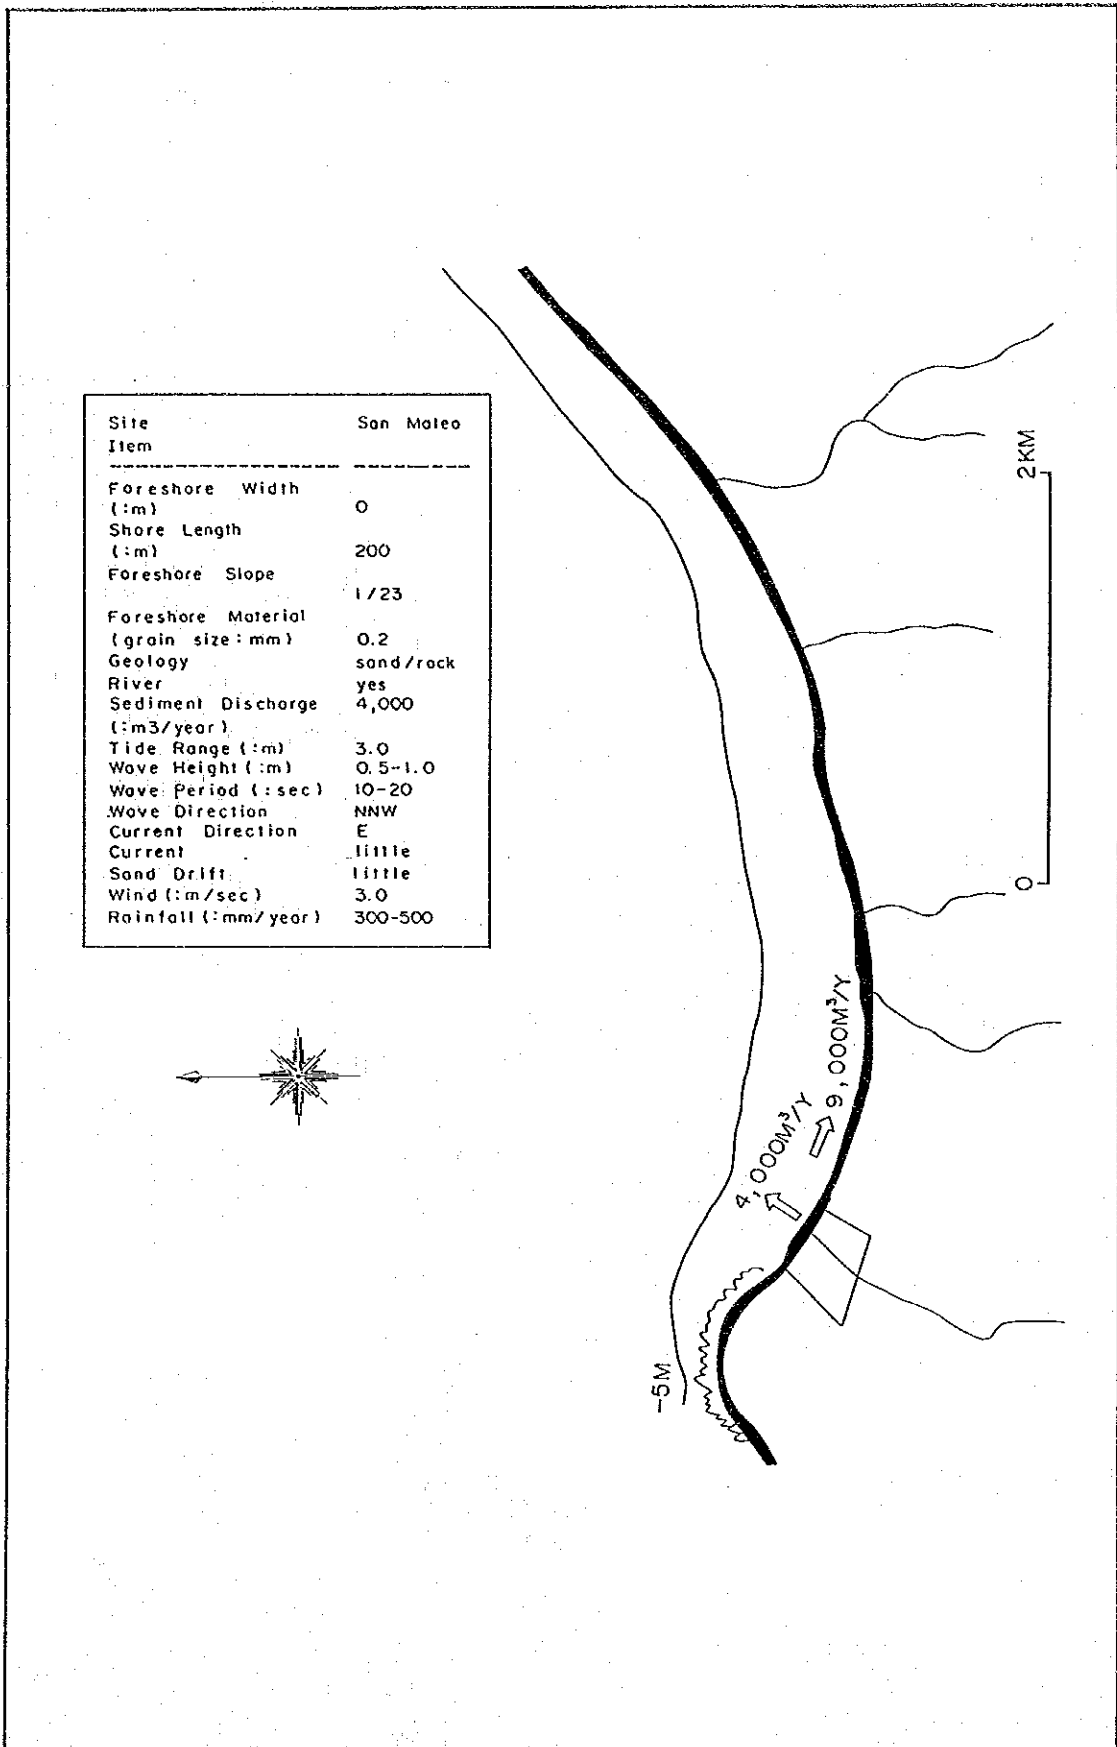 Site San Mateo
Item
Foreshore Width
(:m) 0
Shore Length
(:m) 200
Foreshore Slope
1/23
Foreshore Material
(grain size: mm) 0.2
Geology sand/rock
River yes
Sediment Discharge 4,000
(:m3/year)
Tide Range (:m) 3.0
Wave Height (:m) 0.5-1.0
Wave Period (:sec) 10-20
Wave Direction NNW
Current Direction E
Current little
Sand Drift little
Wind (:m/sec) 3.0
Rainfall (:mm/year) 300-500
-5M
4,000M³/Y
9,000M³/Y
0
2KM